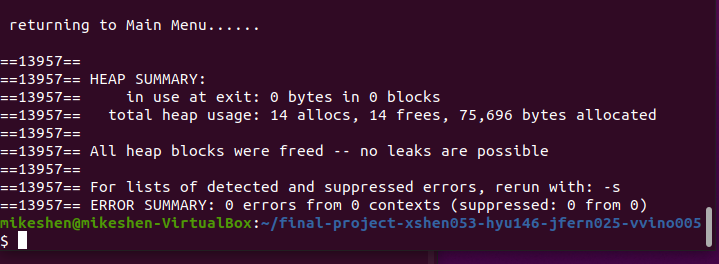 returning to Main Menu......
==13957==
==13957== HEAP SUMMARY:
==13957==     in use at exit: 0 bytes in 0 blocks
==13957==   total heap usage: 14 allocs, 14 frees, 75,696 bytes allocated
==13957==
==13957== All heap blocks were freed -- no leaks are possible
==13957==
==13957== For lists of detected and suppressed errors, rerun with: -s
==13957== ERROR SUMMARY: 0 errors from 0 contexts (suppressed: 0 from 0)
mikeshen@mikeshen-VirtualBox:~/final-project-xshen053-hyu146-jfern025-vvino005
$